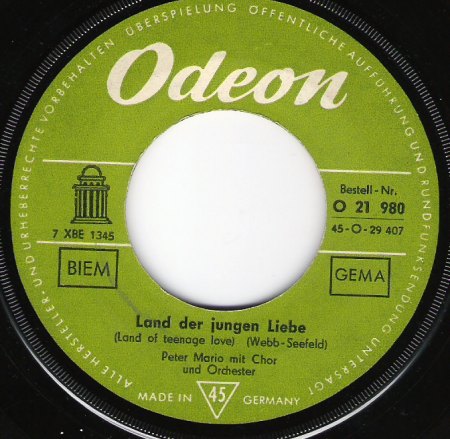 ALLE HERSTELLER- UND URHEBERRECHTE VORBEHALTEN ÜBERSPIELUNG ÖFFENTLICHE AUFFÜHRUNG UND RUNDFUNKSENDUNG UNTERSAGT
Odeon
Bestell-Nr.
O 21 980
7 XBE 1345
45-O-29 407
BIEM
GEMA
Land der jungen Liebe
(Land of teenage love) (Webb-Seefeld)
Peter Mario mit Chor
und Orchester
MADE IN 45 GERMANY